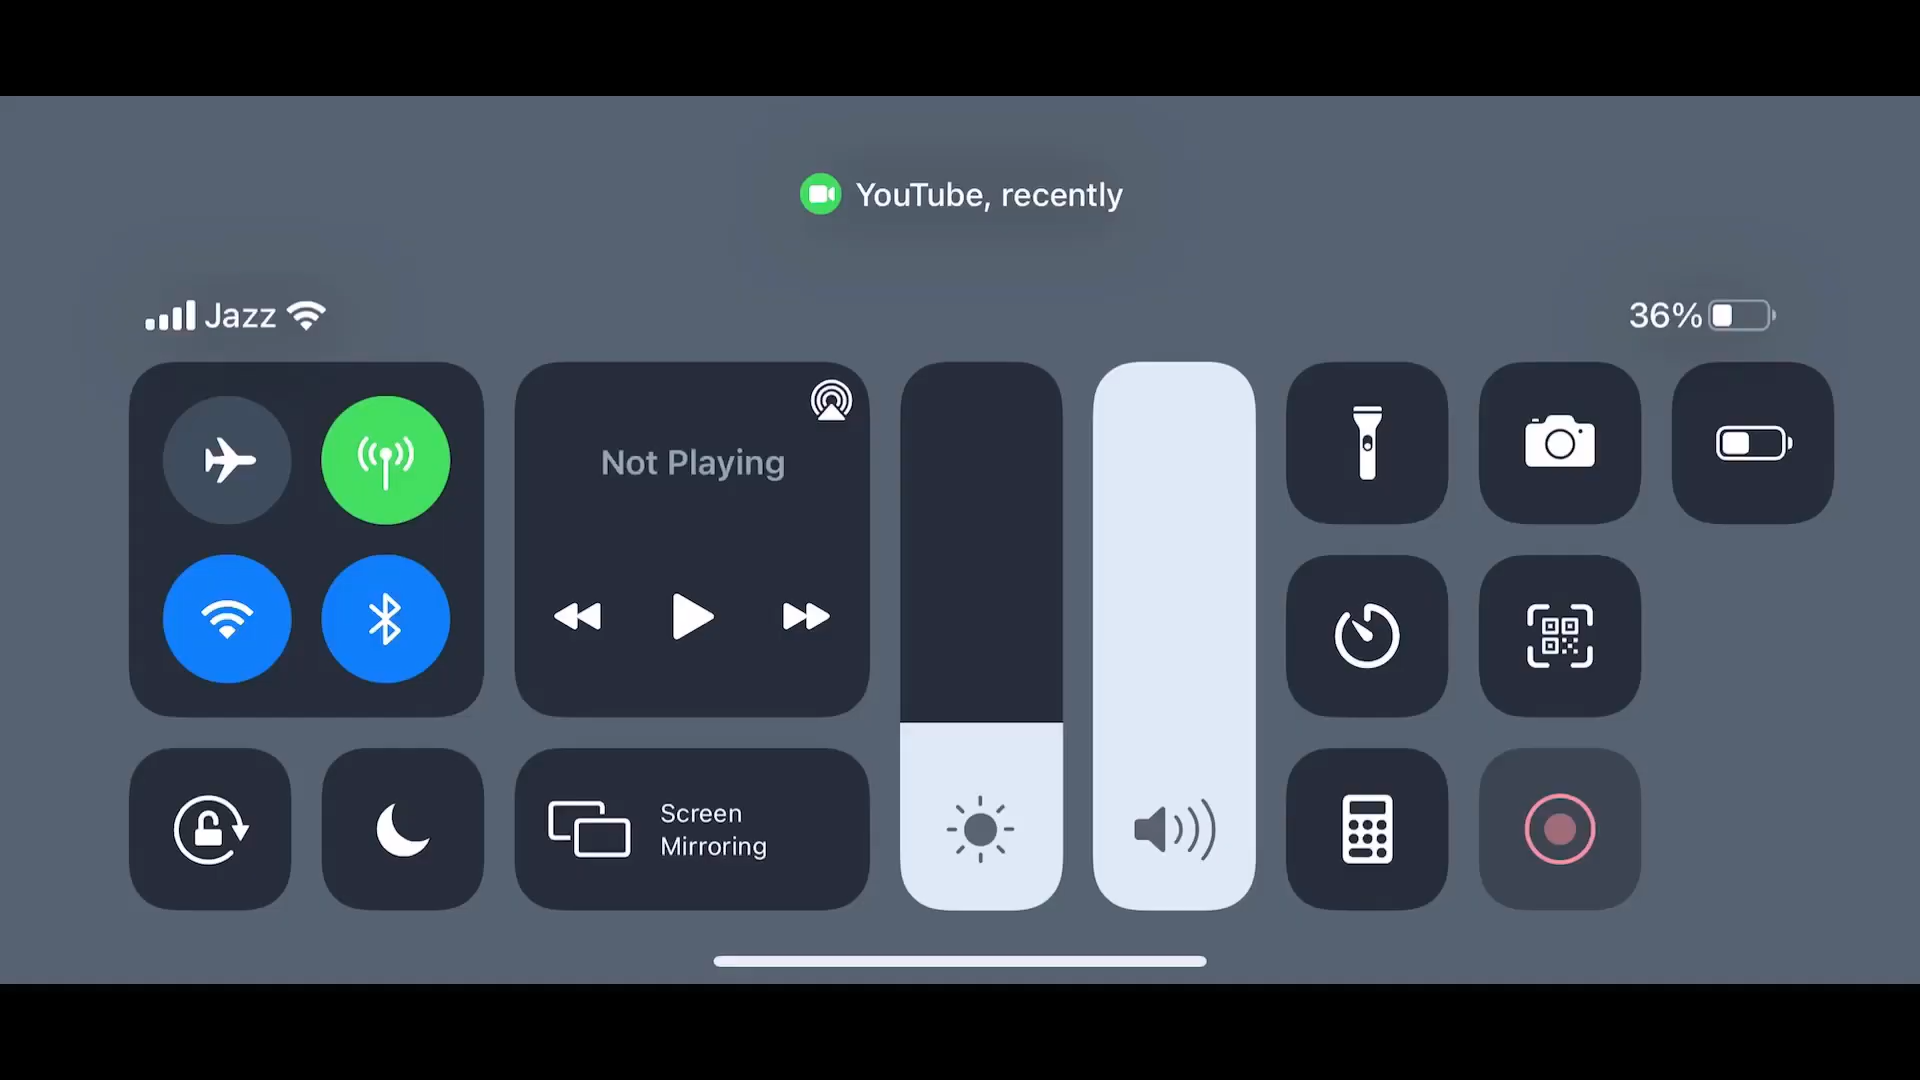 YouTube, recently
Jazz
36%
Not Playing
Screen
Mirroring